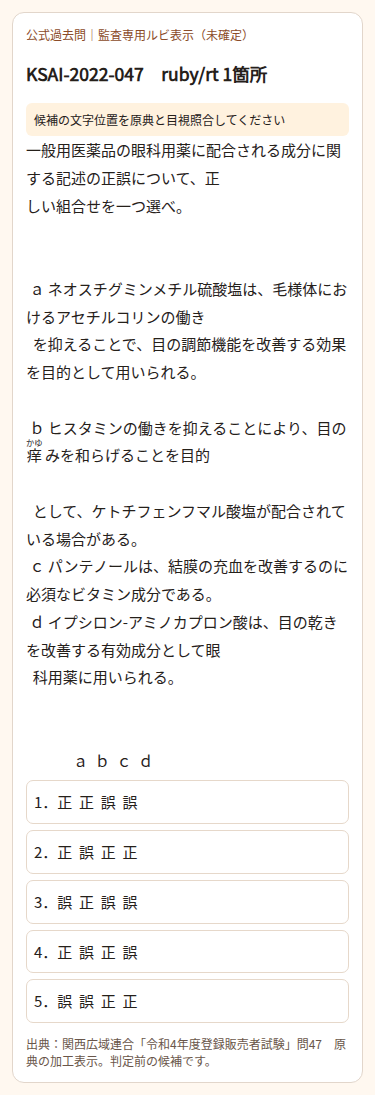 公式過去問｜監査専用ルビ表示（未確定）
KSAI-2022-047　ruby/rt 1箇所
候補の文字位置を原典と目視照合してください
一般用医薬品の眼科用薬に配合される成分に関
する記述の正誤について、正
しい組合せを一つ選べ。
ａ ネオスチグミンメチル硫酸塩は、毛様体にお
けるアセチルコリンの働き
を抑えることで、目の調節機能を改善する効果
を目的として用いられる。
ｂ ヒスタミンの働きを抑えることにより、目の
かゆ
痒 みを和らげることを目的
として、ケトチフェンフマル酸塩が配合されて
いる場合がある。
ｃ パンテノールは、結膜の充血を改善するのに
必須なビタミン成分である。
ｄ イプシロン-アミノカプロン酸は、目の乾き
を改善する有効成分として眼
科用薬に用いられる。
ａ ｂ ｃ ｄ
1．正 正 誤 誤
2．正 誤 正 正
3．誤 正 誤 誤
4．正 誤 正 誤
5．誤 誤 正 正
出典：関西広域連合「令和4年度登録販売者試験」問47　原
典の加工表示。判定前の候補です。